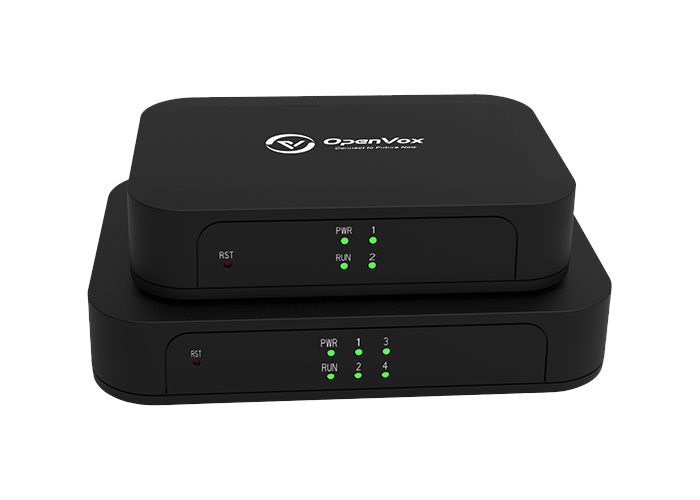 OpenVox
Connect to Future Now
PWR 1
RST
RUN 2
PWR 1 3
RST
RUN 2 4